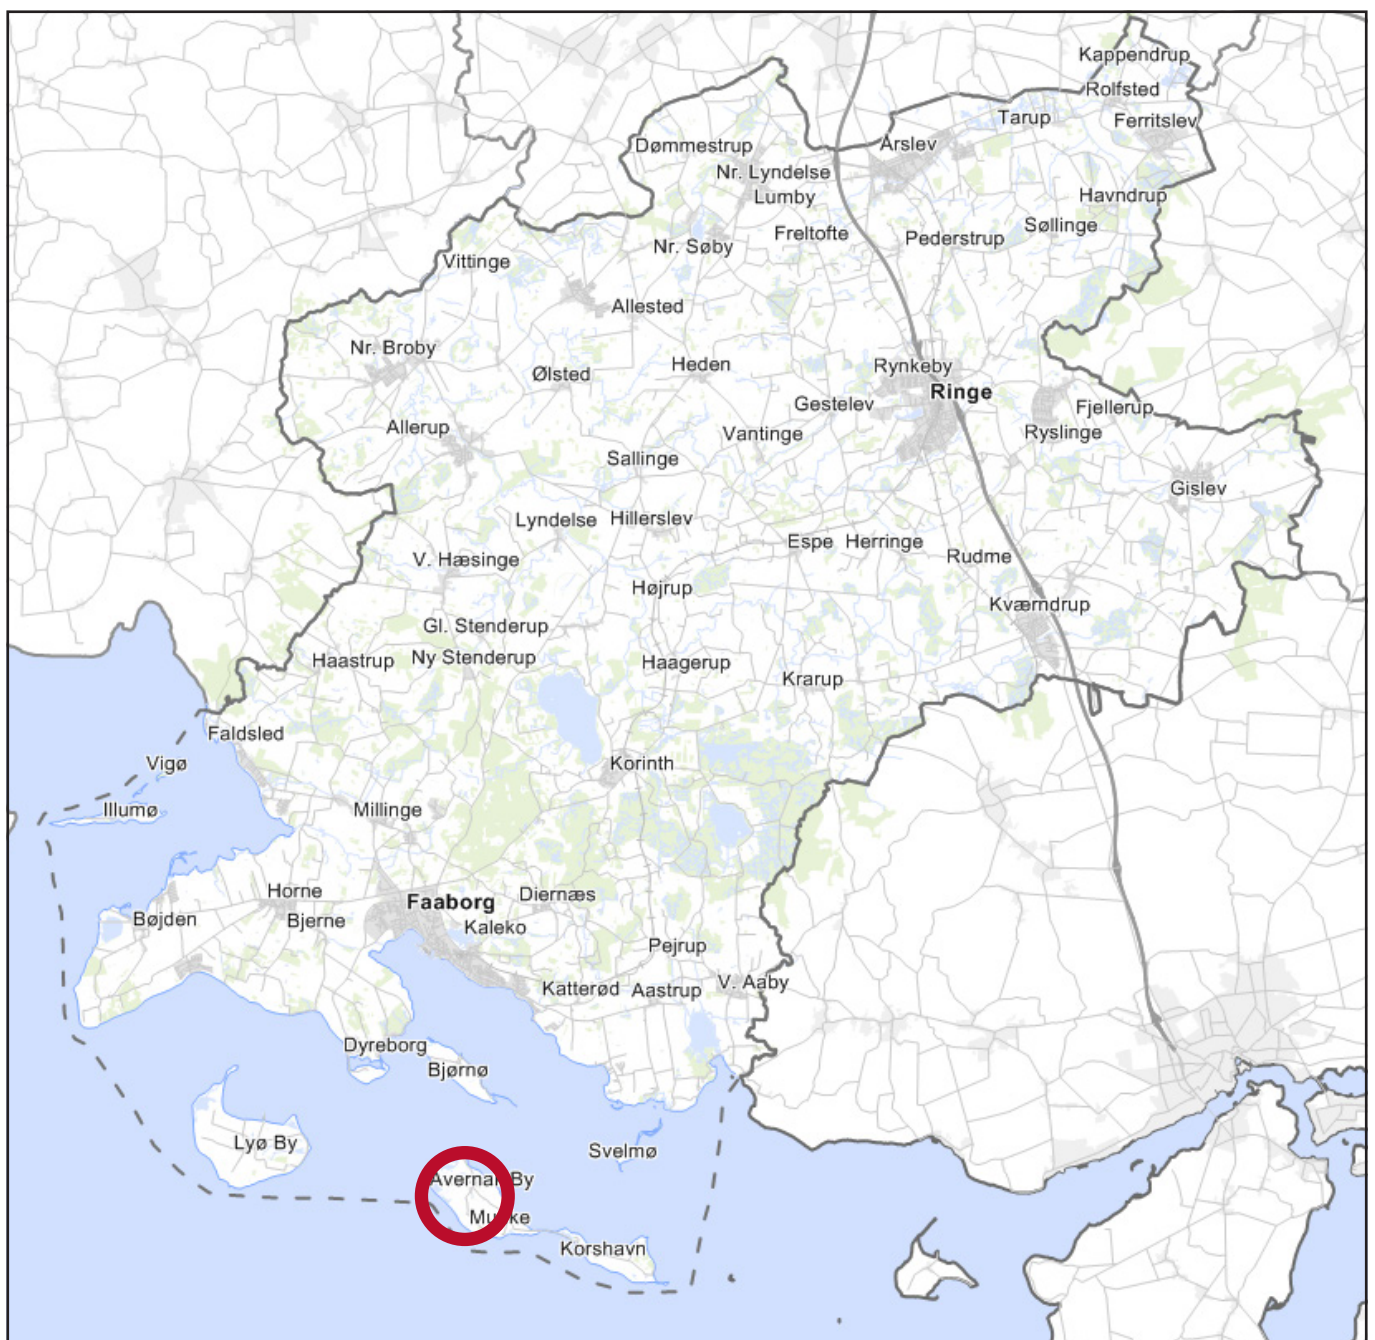 Kappendrup
Rolfsted
Tarup
Ferritslev
Dømmestrup
Årslev
Nr. Lyndelse
Lumby
Havndrup
Freltofte
Søllinge
Pederstrup
Nr. Søby
Vittinge
Allested
Nr. Broby
Heden
Rynkeby
Ølsted
Ringe
Gestelev
Fjellerup
Allerup
Vantinge
Ryslinge
Sallinge
Gislev
Lyndelse
Hillerslev
Espe
Herringe
V. Hæsinge
Rudme
Højrup
Kværndrup
Gl. Stenderup
Haastrup
Ny Stenderup
Haagerup
Krarup
Faldsled
Vigø
Korinth
Illumø
Millinge
Horne
Diernæs
Faaborg
Bøjden
Bjerne
Kaleko
Pejrup
V. Aaby
Katterød
Aastrup
Dyreborg
Bjørnø
Lyø By
Svelmø
By
Korshavn